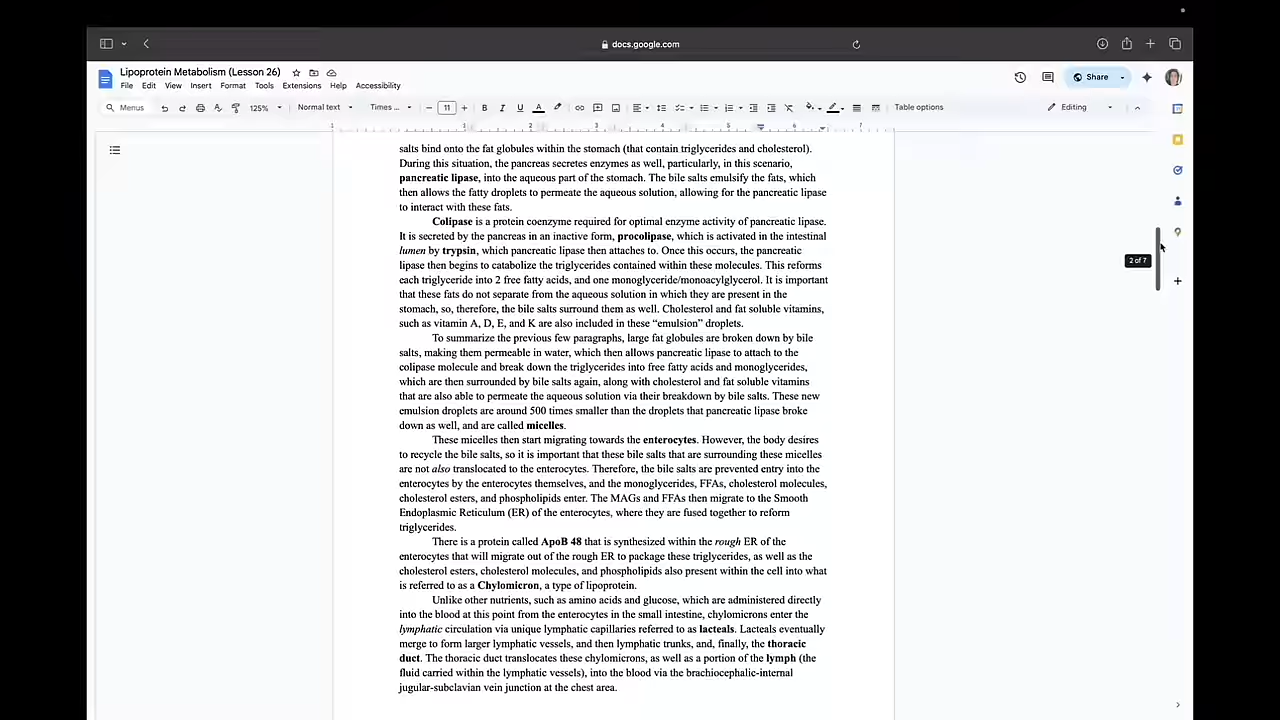 docs.google.com
Lipoprotein Metabolism (Lesson 26)
File Edit View Insert Format Tools Extensions Help Accessibility
Share
Menus 125% Normal text Times ... 11 Table options Editing
1 1 2 3 4 5 6 7
salts bind onto the fat globules within the stomach (that contain triglycerides and cholesterol).
During this situation, the pancreas secretes enzymes as well, particularly, in this scenario,
pancreatic lipase, into the aqueous part of the stomach. The bile salts emulsify the fats, which
then allows the fatty droplets to permeate the aqueous solution, allowing for the pancreatic lipase
to interact with these fats.
Colipase is a protein coenzyme required for optimal enzyme activity of pancreatic lipase.
It is secreted by the pancreas in an inactive form, procolipase, which is activated in the intestinal
lumen by trypsin, which pancreatic lipase then attaches to. Once this occurs, the pancreatic
lipase then begins to catabolize the triglycerides contained within these molecules. This reforms
each triglyceride into 2 free fatty acids, and one monoglyceride/monoacylglycerol. It is important
that these fats do not separate from the aqueous solution in which they are present in the
stomach, so, therefore, the bile salts surround them as well. Cholesterol and fat soluble vitamins,
such as vitamin A, D, E, and K are also included in these “emulsion” droplets.
To summarize the previous few paragraphs, large fat globules are broken down by bile
salts, making them permeable in water, which then allows pancreatic lipase to attach to the
colipase molecule and break down the triglycerides into free fatty acids and monoglycerides,
which are then surrounded by bile salts again, along with cholesterol and fat soluble vitamins
that are also able to permeate the aqueous solution via their breakdown by bile salts. These new
emulsion droplets are around 500 times smaller than the droplets that pancreatic lipase broke
down as well, and are called micelles.
These micelles then start migrating towards the enterocytes. However, the body desires
to recycle the bile salts, so it is important that these bile salts that are surrounding these micelles
are not also translocated to the enterocytes. Therefore, the bile salts are prevented entry into the
enterocytes by the enterocytes themselves, and the monoglycerides, FFAs, cholesterol molecules,
cholesterol esters, and phospholipids enter. The MAGs and FFAs then migrate to the Smooth
Endoplasmic Reticulum (ER) of the enterocytes, where they are fused together to reform
triglycerides.
There is a protein called ApoB 48 that is synthesized within the rough ER of the
enterocytes that will migrate out of the rough ER to package these triglycerides, as well as the
cholesterol esters, cholesterol molecules, and phospholipids also present within the cell into what
is referred to as a Chylomicron, a type of lipoprotein.
Unlike other nutrients, such as amino acids and glucose, which are administered directly
into the blood at this point from the enterocytes in the small intestine, chylomicrons enter the
lymphatic circulation via unique lymphatic capillaries referred to as lacteals. Lacteals eventually
merge to form larger lymphatic vessels, and then lymphatic trunks, and, finally, the thoracic
duct. The thoracic duct translocates these chylomicrons, as well as a portion of the lymph (the
fluid carried within the lymphatic vessels), into the blood via the brachiocephalic-internal
jugular-subclavian vein junction at the chest area.
2 of 7